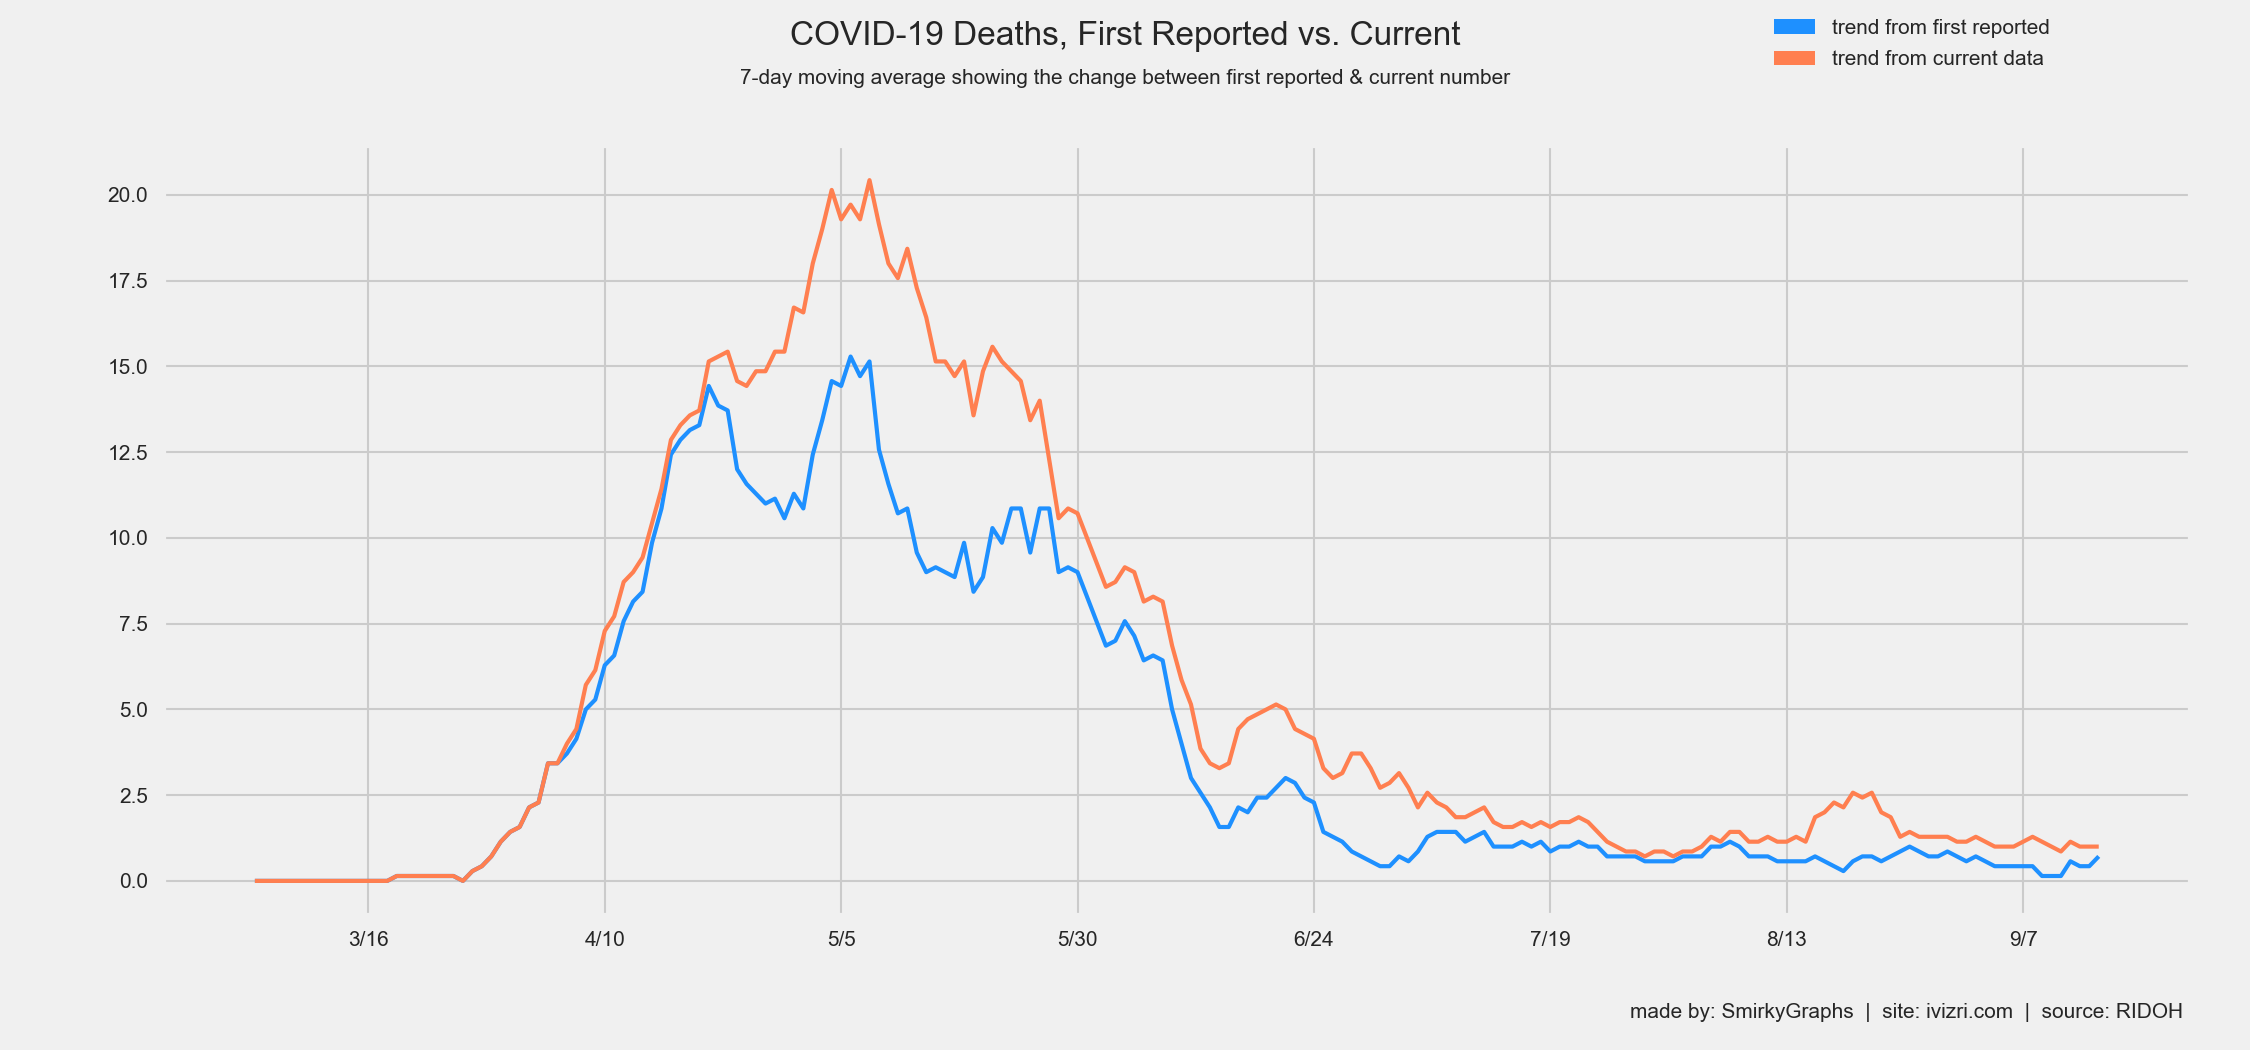 COVID-19 Deaths, First Reported vs. Current
7-day moving average showing the change between first reported & current number
trend from first reported
trend from current data
20.0
17.5
15.0
12.5
10.0
7.5
5.0
2.5
0.0
3/16 4/10 5/5 5/30 6/24 7/19 8/13 9/7
made by: SmirkyGraphs | site: ivizri.com | source: RIDOH